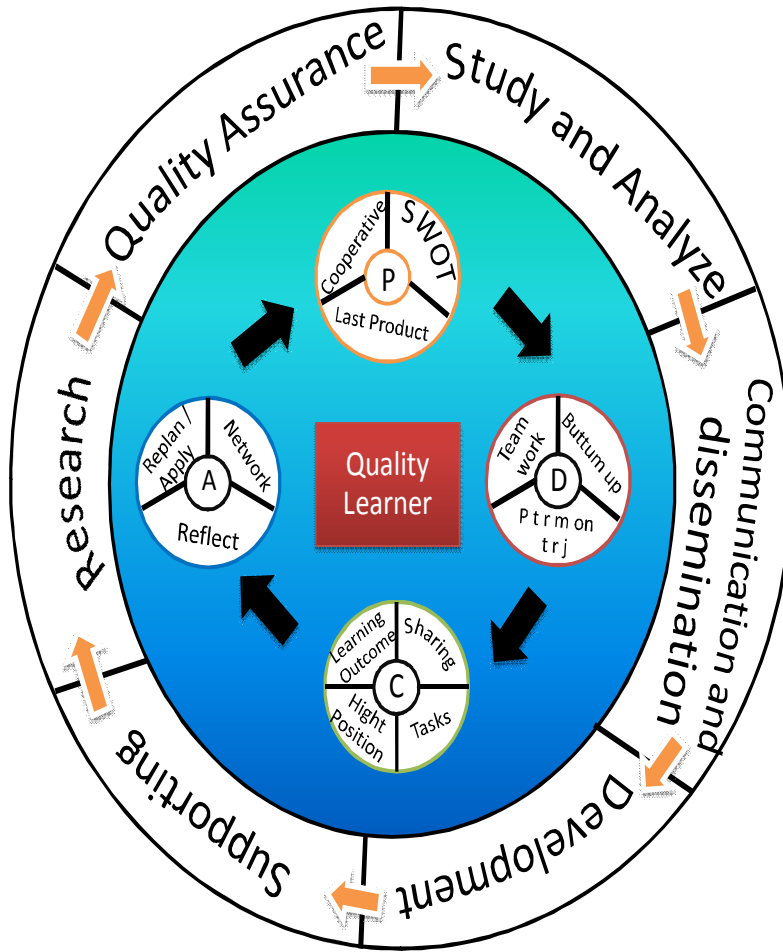 Quality Assurance
Study and Analyze
Communication and
dissemination
Development
Supporting
Research
Cooperative
SWOT
P
Last Product
Team
work
Buttum up
D
P t r m on
t r j
Learning
Outcome
Sharing
C
Hight
Position
Tasks
Replan /
Apply
Network
A
Reflect
Quality
Learner